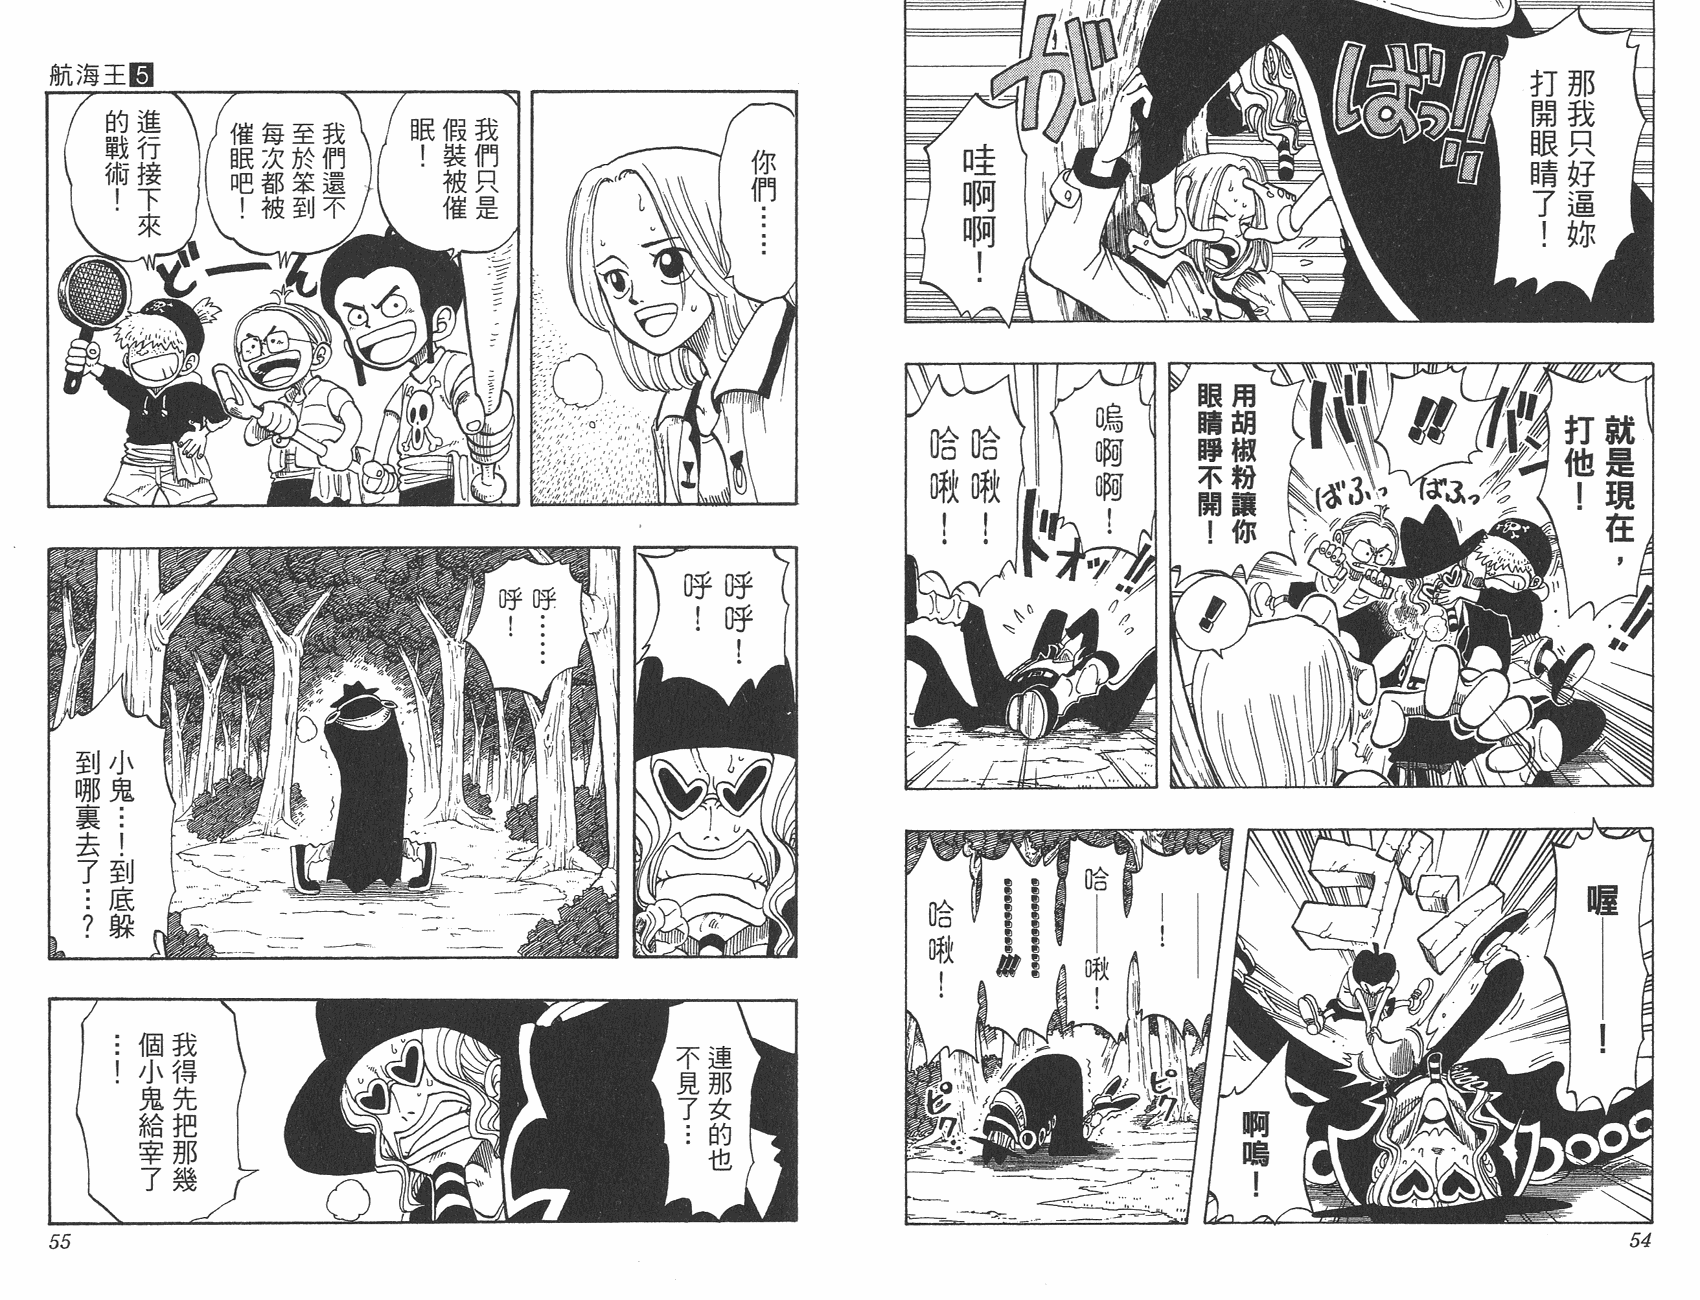 那我只好逼妳
打開眼睛了！
ばっ!!
が
哇啊啊！
就是現在，
打他！
!!
ばふっ
ばふっ
用胡椒粉讓你
眼睛睜不開！
!
嗚啊啊！
哈啾！
哈啾！
ドオッ!!
喔——！
啊嗚！
——！
哈——啾！
哈啾！
ピク
ピク
54
航海王5
你們……
我們只是
假裝被催
眠！
我們還不
至於笨到
每次都被
催眠吧！
進行接下來
的戰術！
どーん
呼呼！
呼！
呼……
呼！
小鬼…！到底躲
到哪裏去了…？
連那女的也
不見了…
我得先把那幾
個小鬼給宰了
…！
55